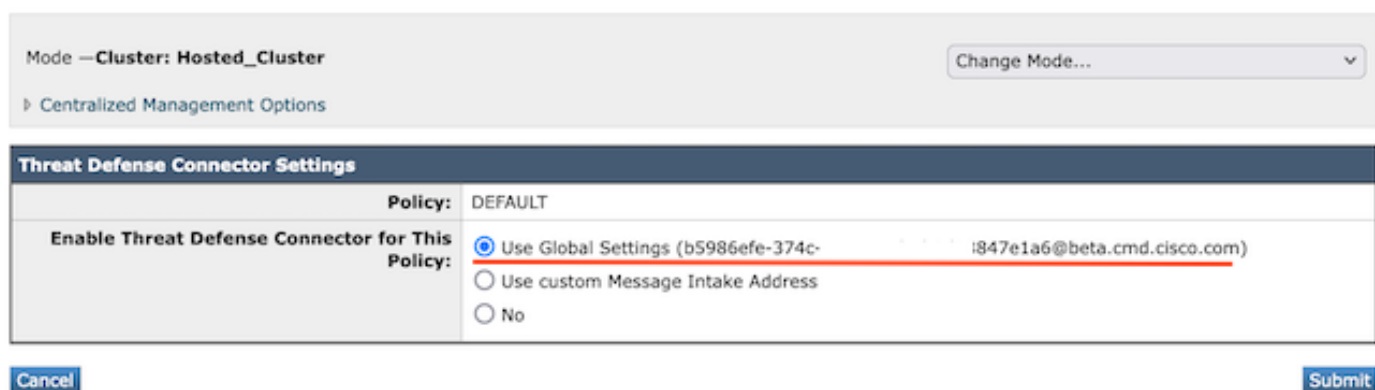 Mode —Cluster: Hosted_Cluster
Change Mode...
Centralized Management Options
Threat Defense Connector Settings
Policy: DEFAULT
Enable Threat Defense Connector for This
Policy:
Use Global Settings (b5986efe-374c- 847e1a6@beta.cmd.cisco.com)
Use custom Message Intake Address
No
Cancel
Submit